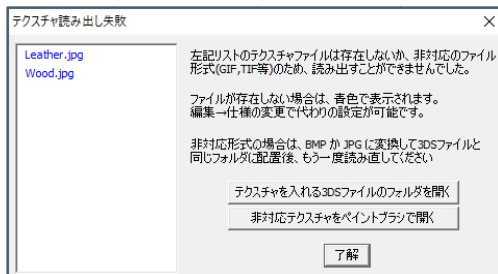 テクスチャ読み出し失敗
Leather.jpg
Wood.jpg
左記リストのテクスチャファイルは存在しないか、非対応のファイル
形式(GIF,TIF等)のため、読み出すことができませんでした。
ファイルが存在しない場合は、青色で表示されます。
編集→仕様の変更で代わりの設定が可能です。
非対応形式の場合は、BMP か JPG に変換して3DSファイルと
同じフォルダに配置後、もう一度読み直してください
テクスチャを入れる3DSファイルのフォルダを開く
非対応テクスチャをペイントブラシで開く
了解